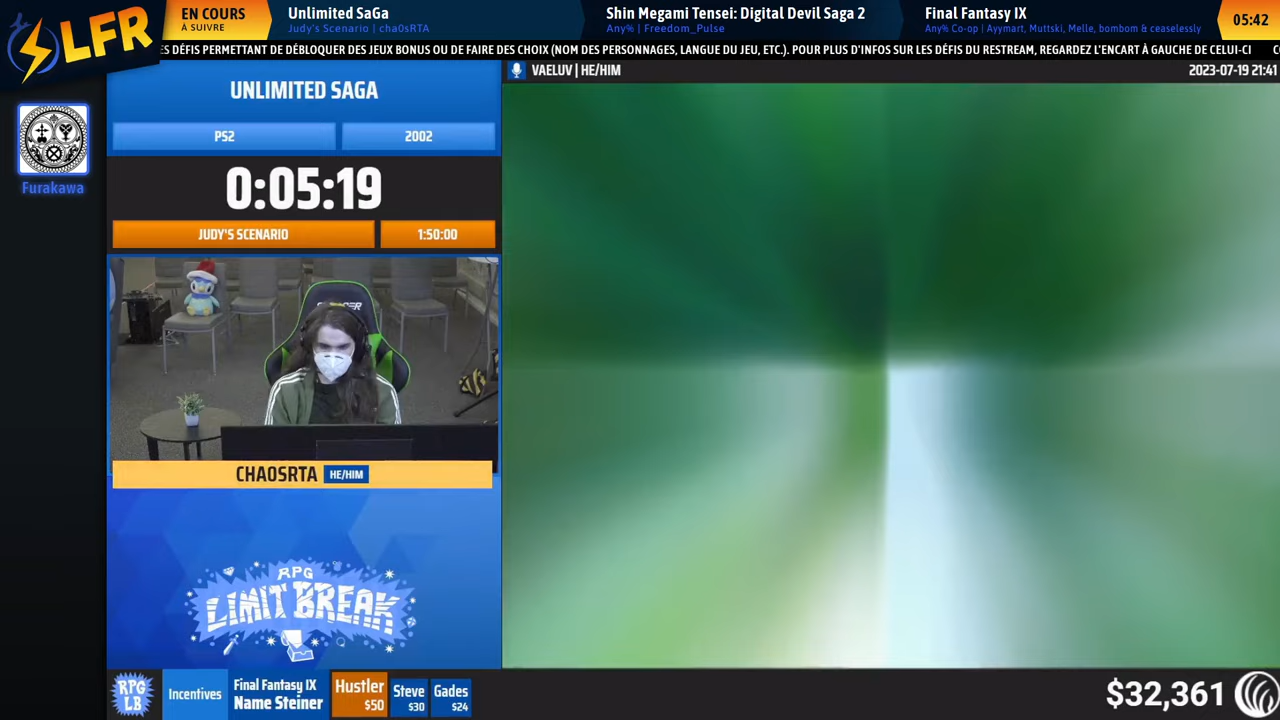 LFR
EN COURS
À SUIVRE
Unlimited SaGa
Judy's Scenario | cha0sRTA
Shin Megami Tensei: Digital Devil Saga 2
Any% | Freedom_Pulse
Final Fantasy IX
Any% Co-op | Ayymart, Muttski, Melle, bombom & ceaselessly
05:42
ES DÉFIS PERMETTANT DE DÉBLOQUER DES JEUX BONUS OU DE FAIRE DES CHOIX (NOM DES PERSONNAGES, LANGUE DU JEU, ETC.). POUR PLUS D'INFOS SUR LES DÉFIS DU RESTREAM, REGARDEZ L'ENCART À GAUCHE DE CELUI-CI
VAELUV | HE/HIM
2023-07-19 21:41
Furakawa
UNLIMITED SAGA
PS2
2002
0:05:19
JUDY'S SCENARIO
1:50:00
CHA0SRTA
HE/HIM
RPG
LIMIT BREAK
RPG
LB
Incentives
Final Fantasy IX
Name Steiner
Hustler
$50
Steve
$30
Gades
$24
$32,361